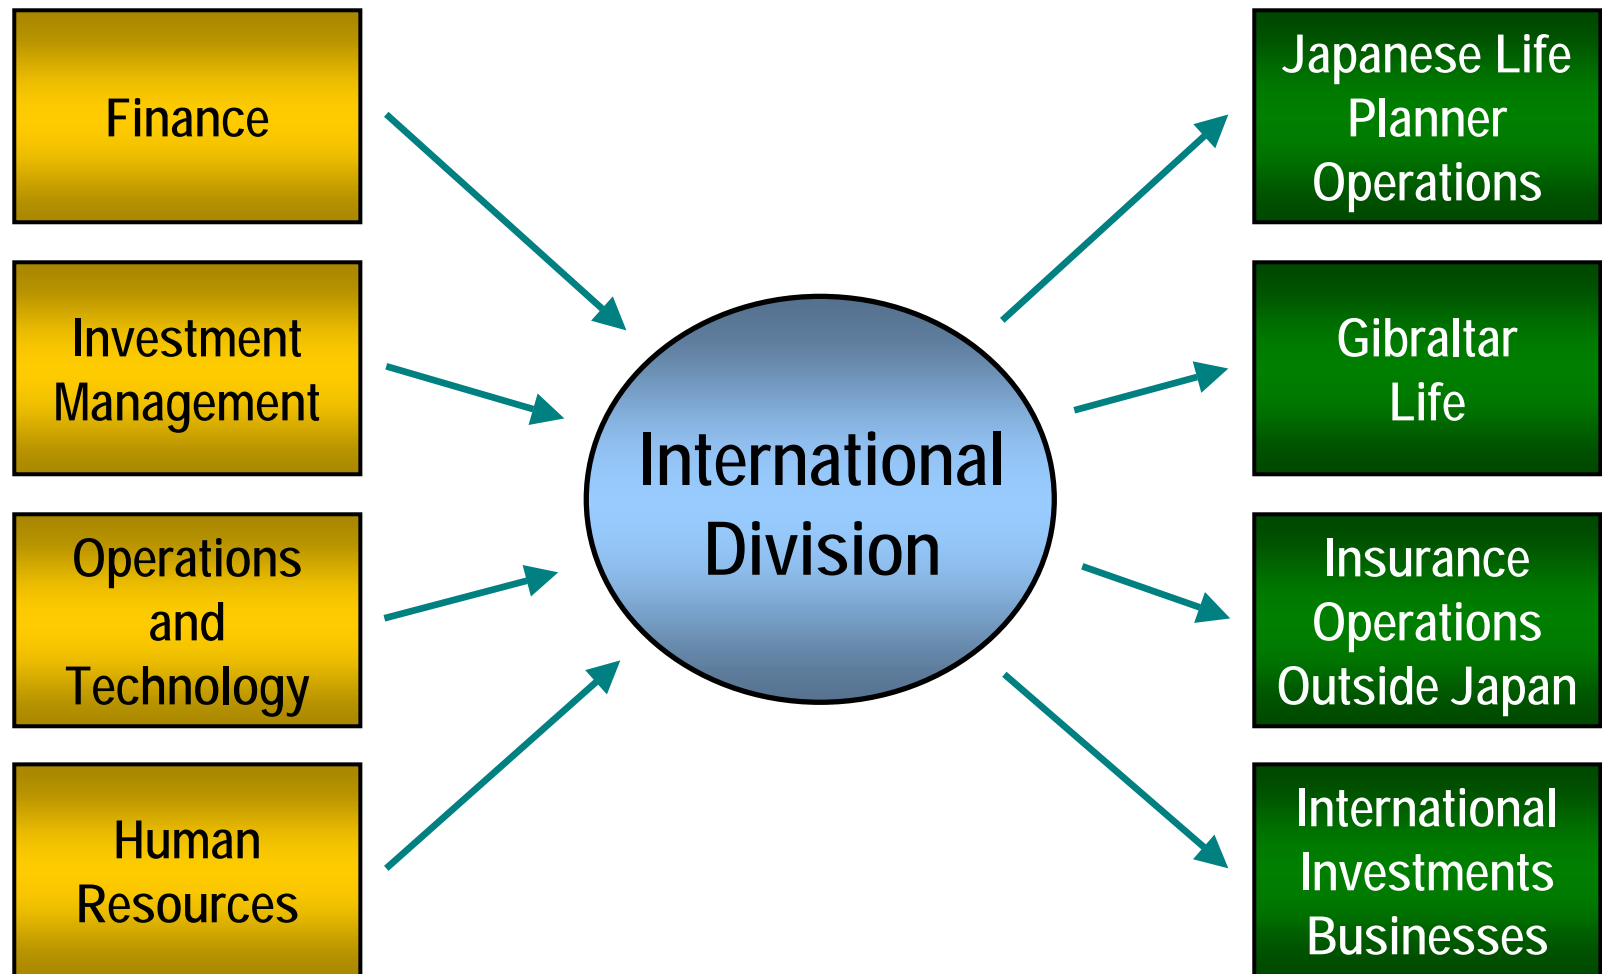 Finance
Investment
Management
Operations
and
Technology
Human
Resources
International
Division
Japanese Life
Planner
Operations
Gibraltar
Life
Insurance
Operations
Outside Japan
International
Investments
Businesses